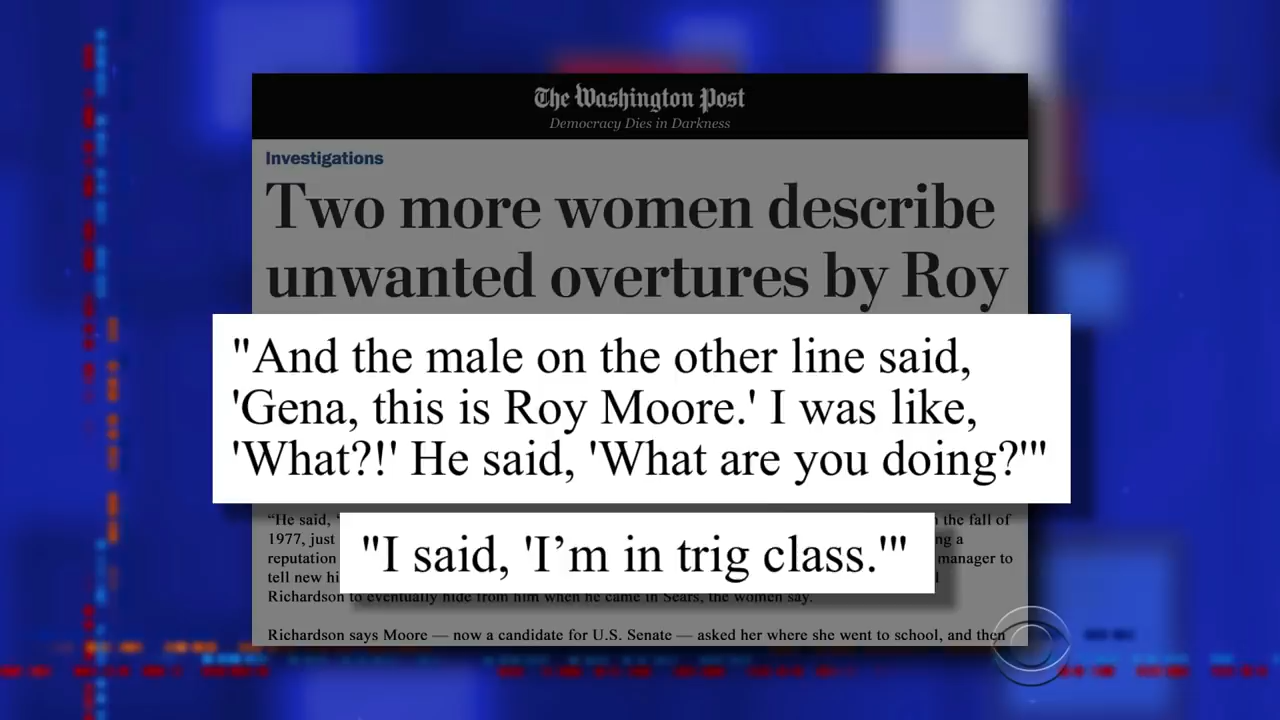 The Washington Post
Democracy Dies in Darkness
Investigations
Two more women describe
unwanted overtures by Roy
"And the male on the other line said,
'Gena, this is Roy Moore.' I was like,
'What?!' He said, 'What are you doing?'"
“He said, the fall of
1977, just ng a
reputation manager to
"I said, 'I’m in trig class.'"
tell new
Richardson to eventually hide from him when he came in Sears, the women say.
Richardson says Moore — now a candidate for U.S. Senate — asked her where she went to school, and then